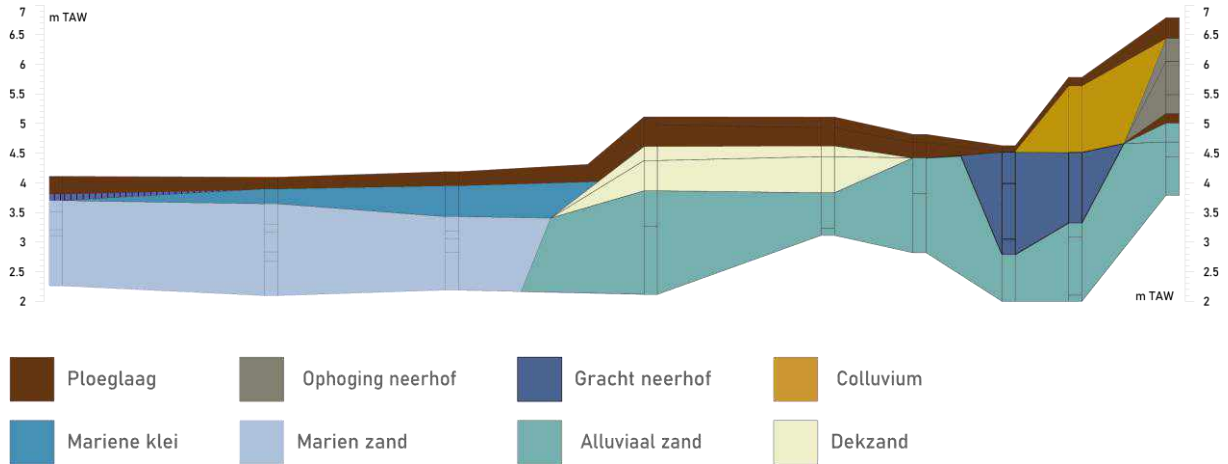 7
m TAW
6.5
6
5.5
5
4.5
4
3.5
3
2.5
2
7
6.5
6
5.5
5
4.5
4
3.5
3
2.5
m TAW
2
Ploeglaag
Ophoging neerhof
Gracht neerhof
Colluvium
Mariene klei
Marien zand
Alluviaal zand
Dekzand